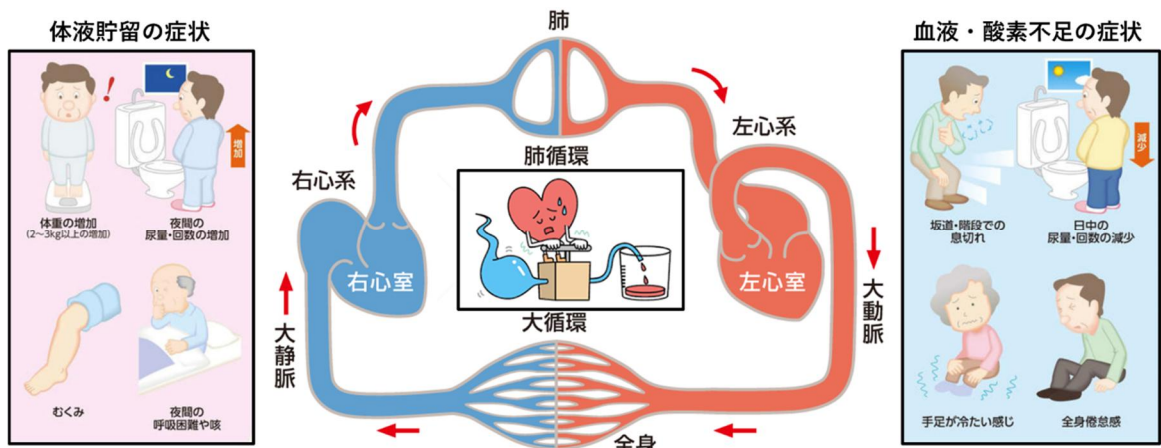 体液貯留の症状
増加
体重の増加
(2〜3kg以上の増加)
夜間の
尿量・回数の増加
むくみ
夜間の
呼吸困難や咳
肺
肺循環
右心系
左心系
右心室
左心室
大循環
大静脈
大動脈
全身
血液・酸素不足の症状
減少
坂道・階段での
息切れ
日中の
尿量・回数の減少
手足が冷たい感じ
全身倦怠感